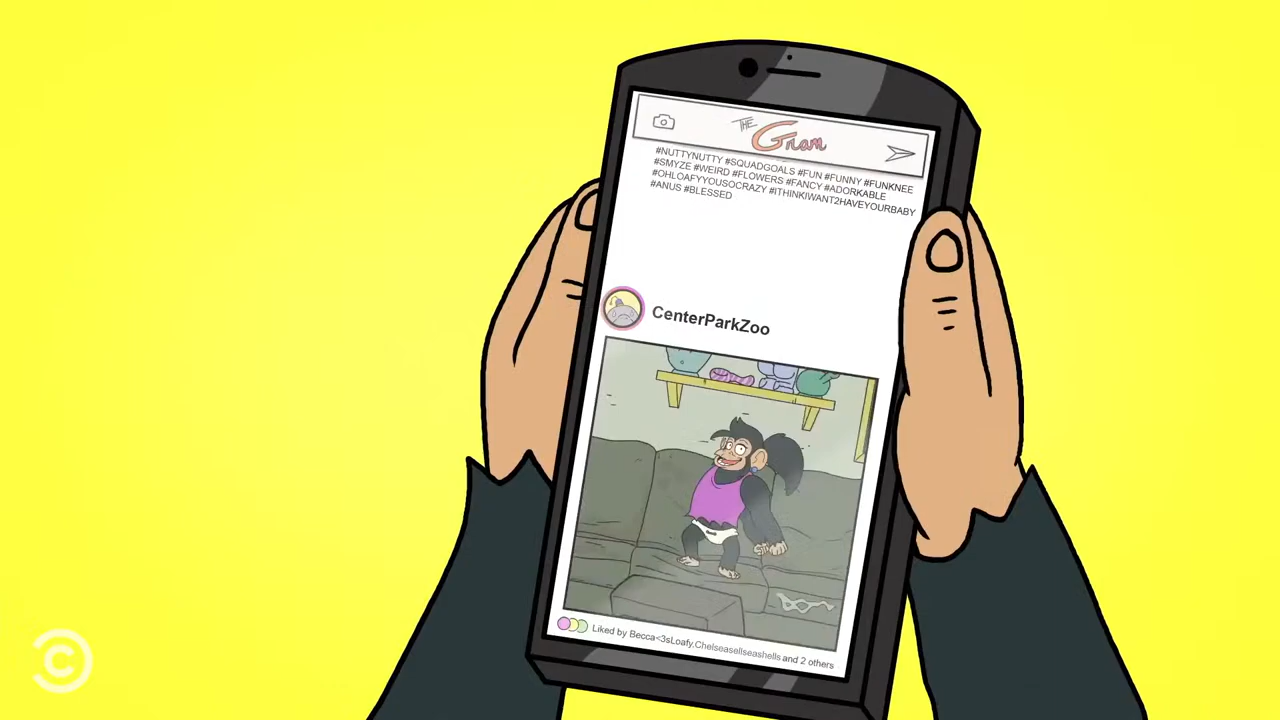 THE Gram
#NUTTYNUTTY #SQUADGOALS #FUN #FUNNY #FUNKNEE
#SMYZE #WEIRD #FLOWERS #FANCY #ADORKABLE
#OHLOAFYYOUSOCRAZY #ITHINKIWANT2HAVEYOURBABY
#ANUS #BLESSED
CenterParkZoo
Liked by Becca<3sLoafy,Chelseasellseashells and 2 others